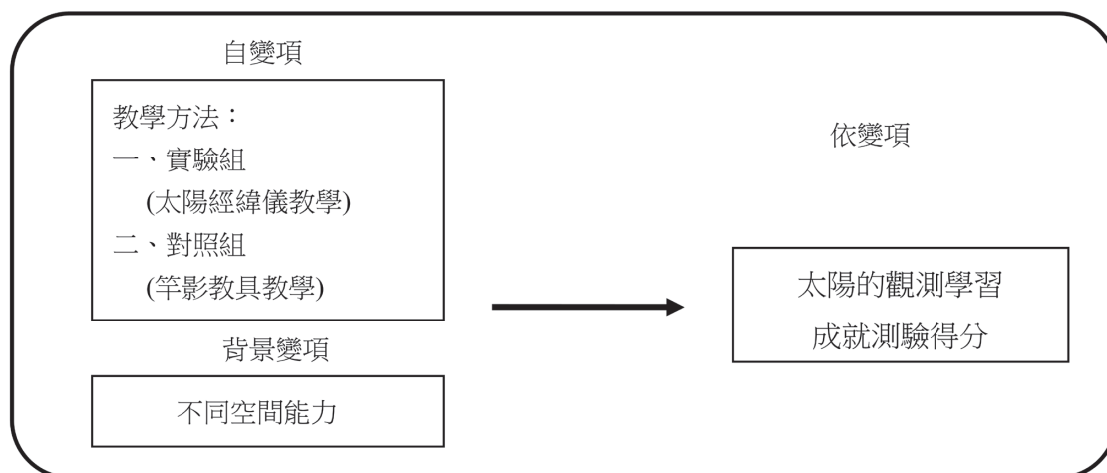 自變項
教學方法：
一、實驗組
(太陽經緯儀教學)
二、對照組
(竿影教具教學)
背景變項
不同空間能力
依變項
太陽的觀測學習
成就測驗得分